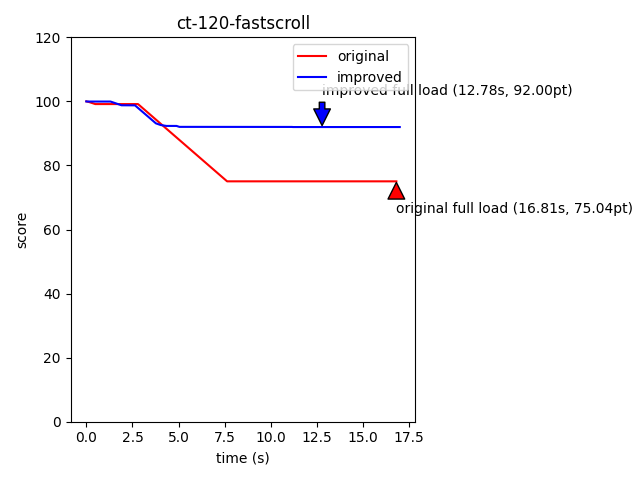 ct-120-fastscroll
120
100
80
60
40
20
0
score
original
improved
improved full load (12.78s, 92.00pt)
original full load (16.81s, 75.04pt)
0.0 2.5 5.0 7.5 10.0 12.5 15.0 17.5
time (s)